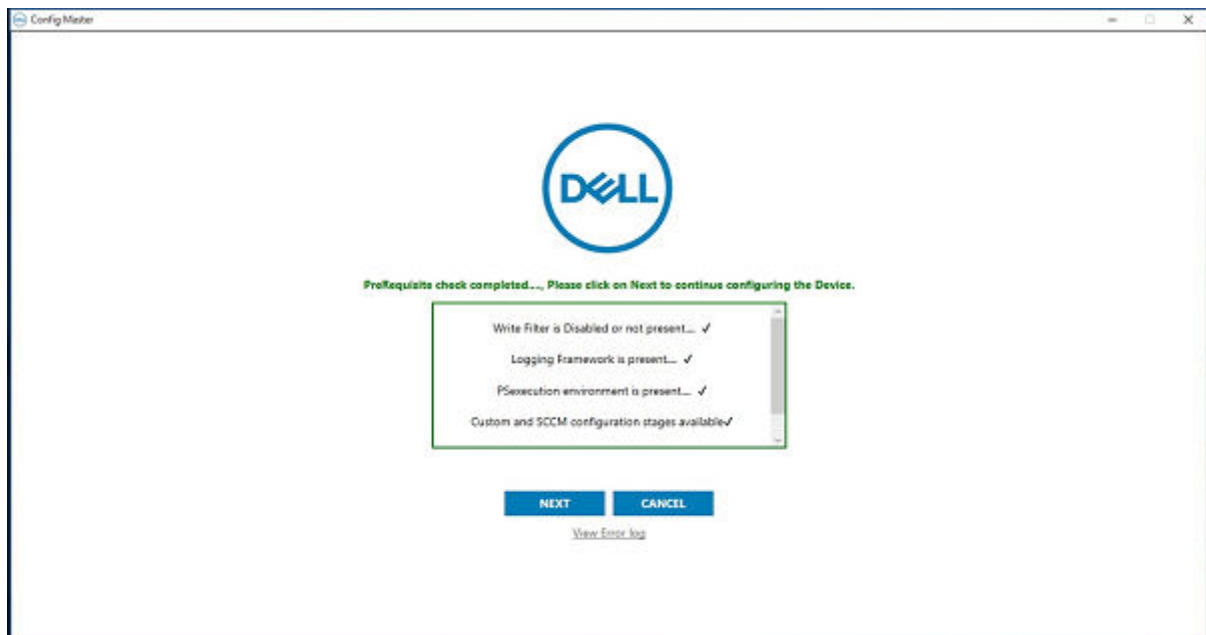 Config Master
DELL
PreRequisite check completed...., Please click on Next to continue configuring the Device.
Write Filter is Disabled or not present.... ✓
Logging Framework is present.... ✓
PSexecution environment is present.... ✓
Custom and SCCM configuration stages available✓
NEXT
CANCEL
View Error log